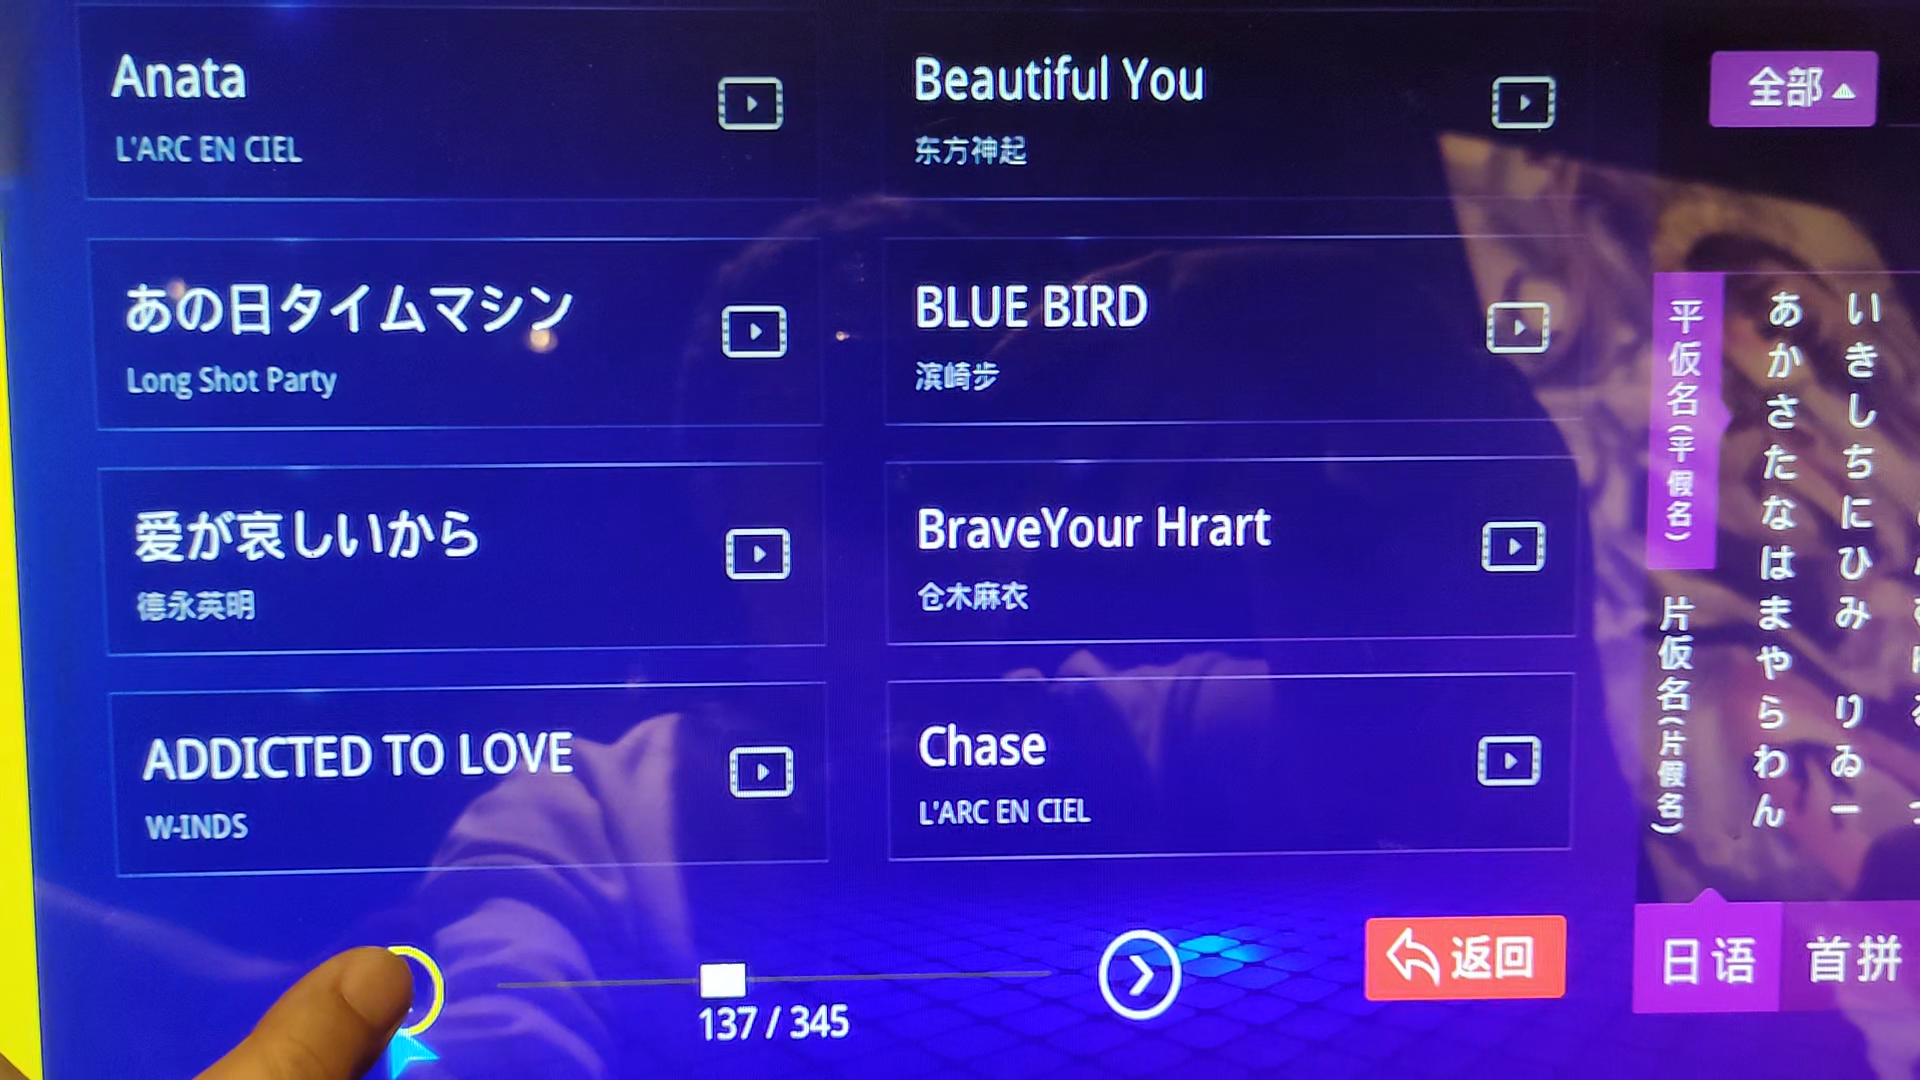 Anata
L'ARC EN CIEL
Beautiful You
东方神起
全部
あの日タイムマシン
Long Shot Party
BLUE BIRD
滨崎步
爱が哀しいから
德永英明
BraveYour Hrart
仓木麻衣
ADDICTED TO LOVE
W-INDS
Chase
L'ARC EN CIEL
平仮名(平假名)
片仮名(片假名)
あかさたなはまやらわん
いきしちにひみ りゐー
137 / 345
返回
日语
首拼